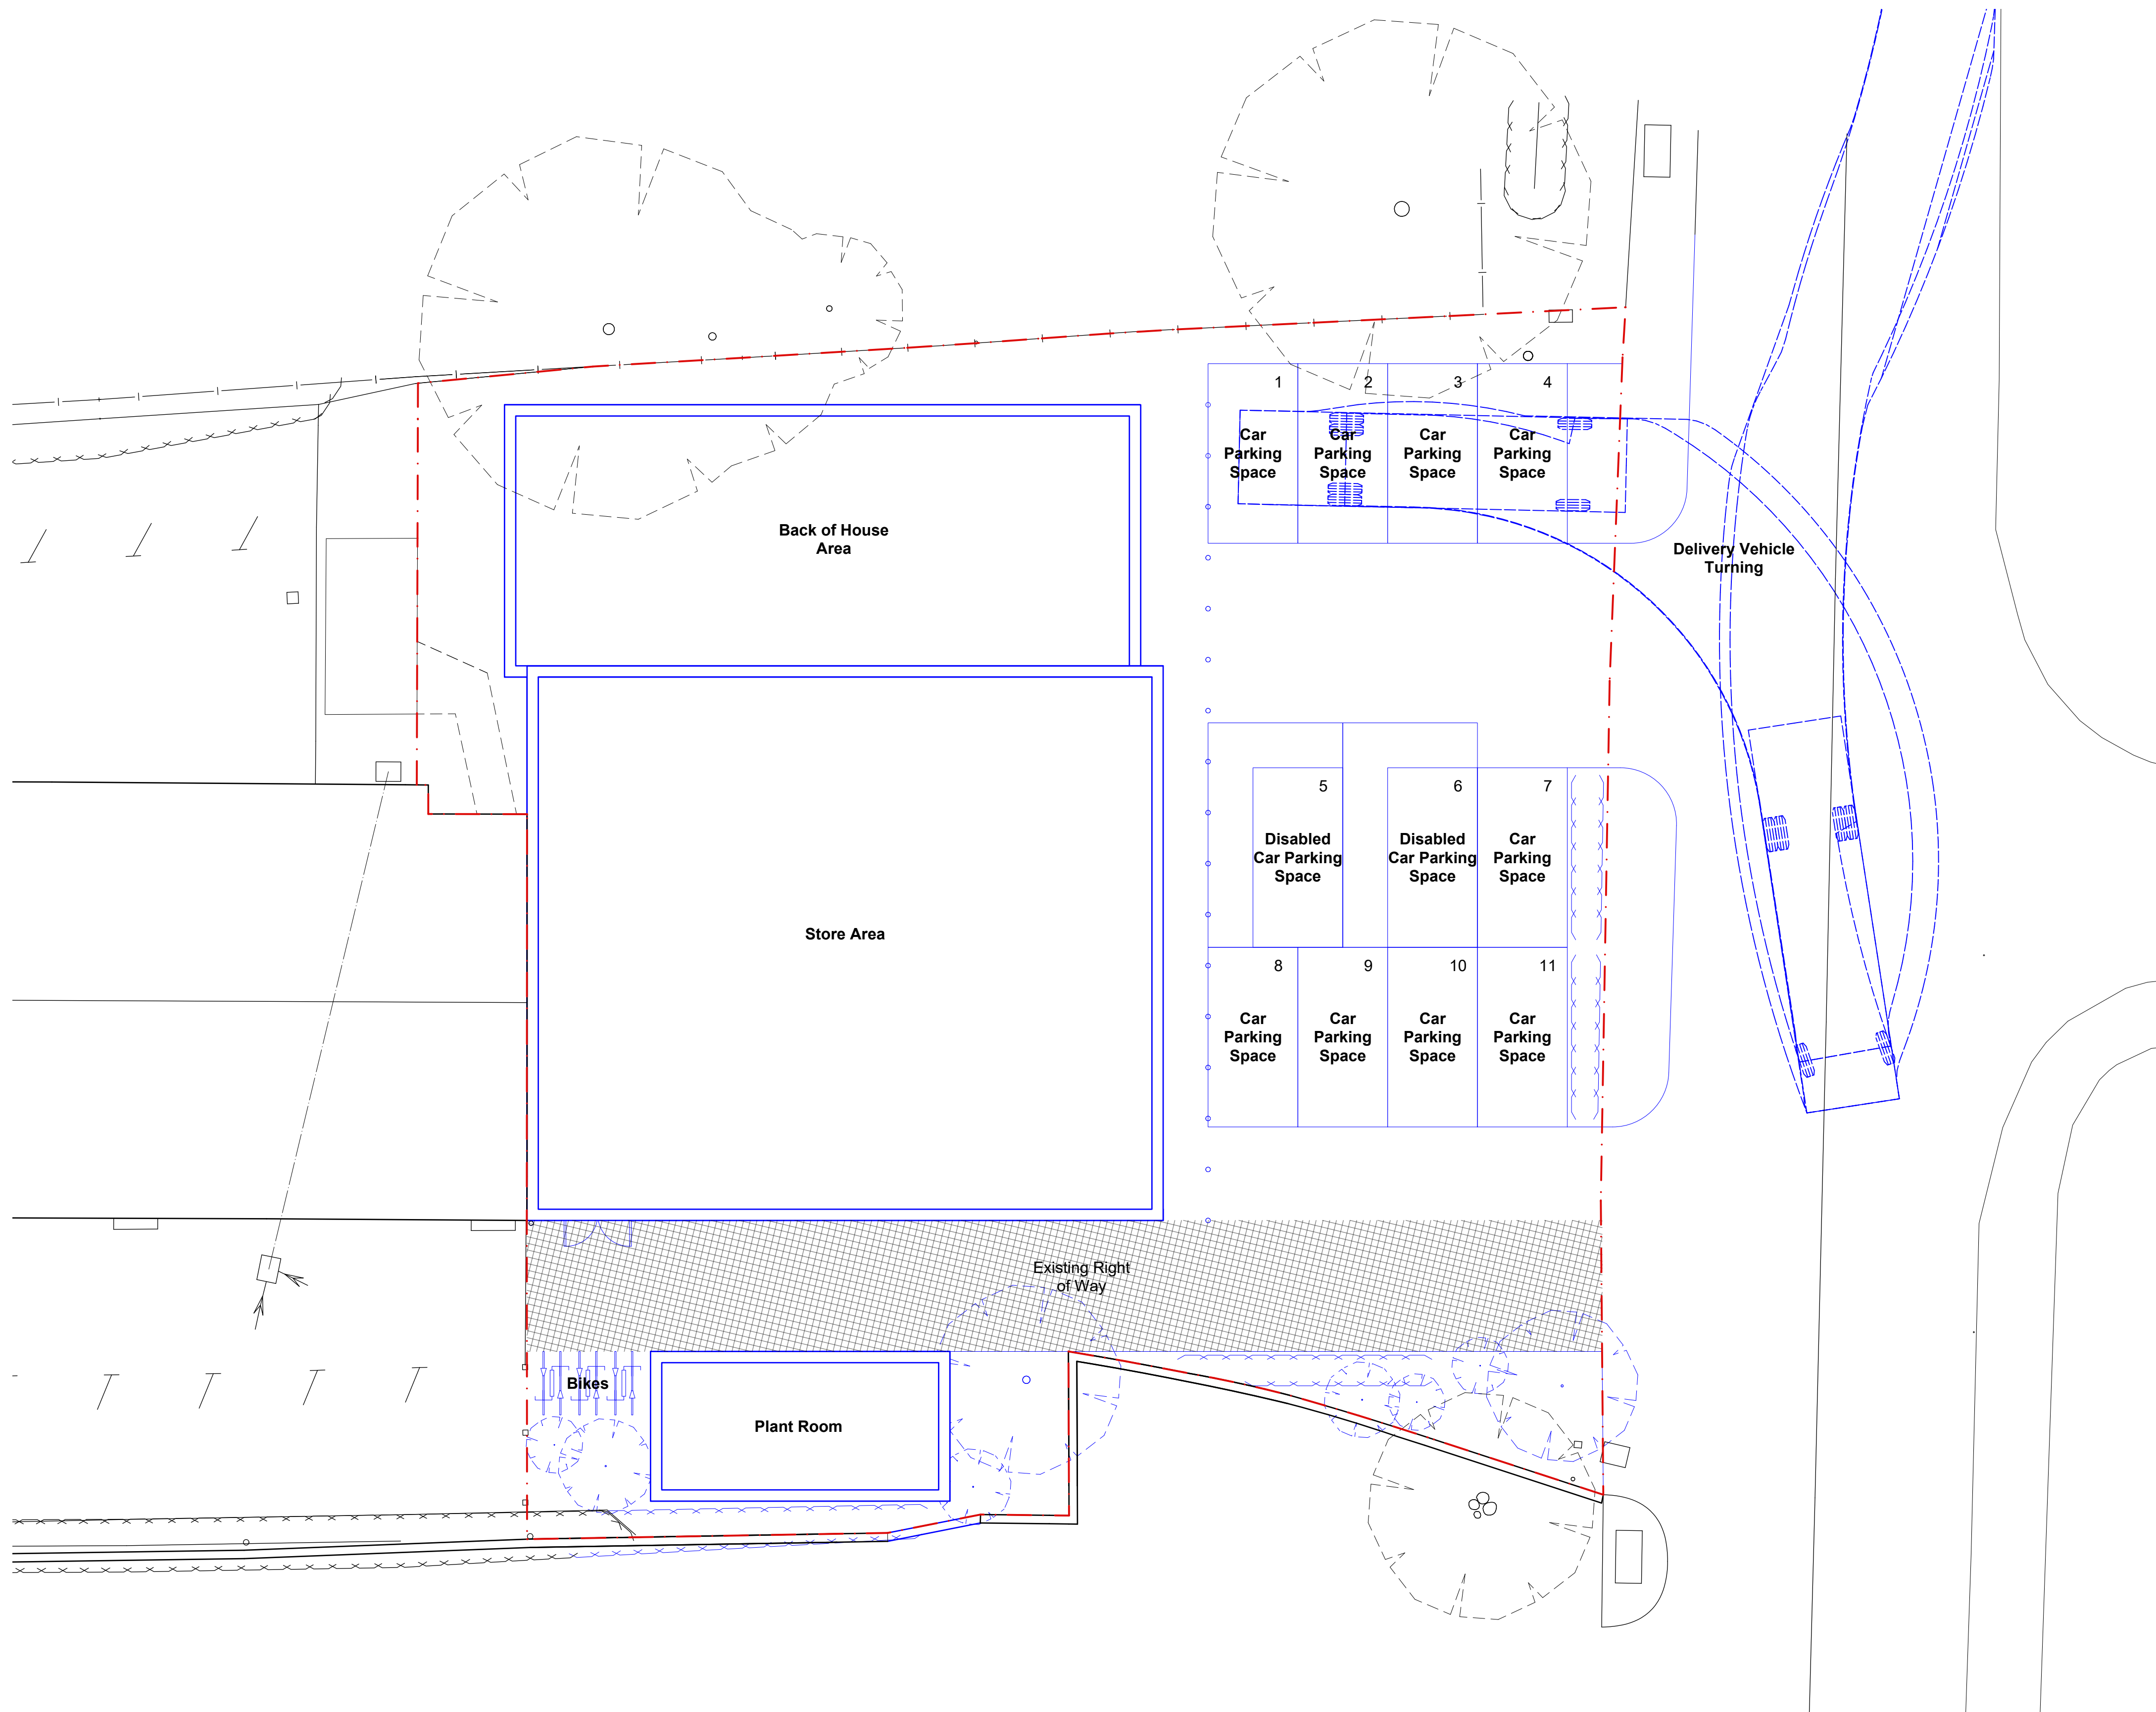 1
2
3
4
Car
Parking
Space
Car
Parking
Space
Car
Parking
Space
Car
Parking
Space
Back of House
Area
Delivery Vehicle
Turning
5
6
7
Disabled
Car Parking
Space
Disabled
Car Parking
Space
Car
Parking
Space
Store Area
8
9
10
11
Car
Parking
Space
Car
Parking
Space
Car
Parking
Space
Car
Parking
Space
Existing Right
of Way
Bikes
Plant Room